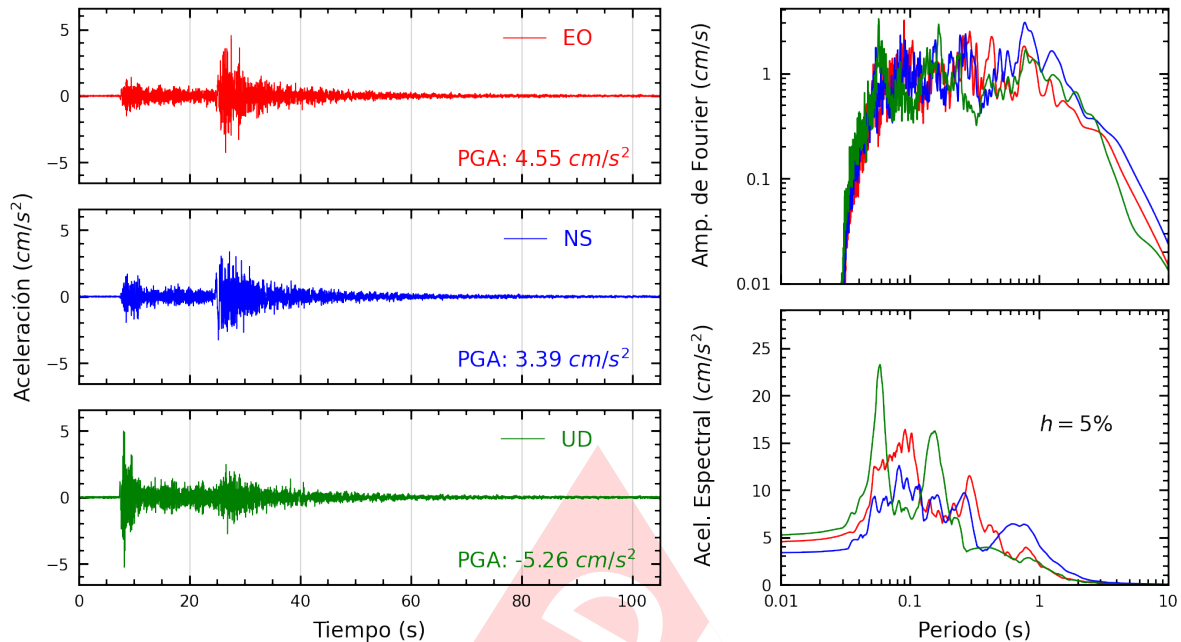 Aceleración (cm/s²)
5
0
−5
EO
PGA: 4.55 cm/s²
5
0
−5
NS
PGA: 3.39 cm/s²
5
0
−5
UD
PGA: -5.26 cm/s²
0 20 40 60 80 100
Tiempo (s)
Amp. de Fourier (cm/s)
1
0.1
0.01
Acel. Espectral (cm/s²)
25
20
15
10
5
0
h = 5%
0.01 0.1 1 10
Periodo (s)